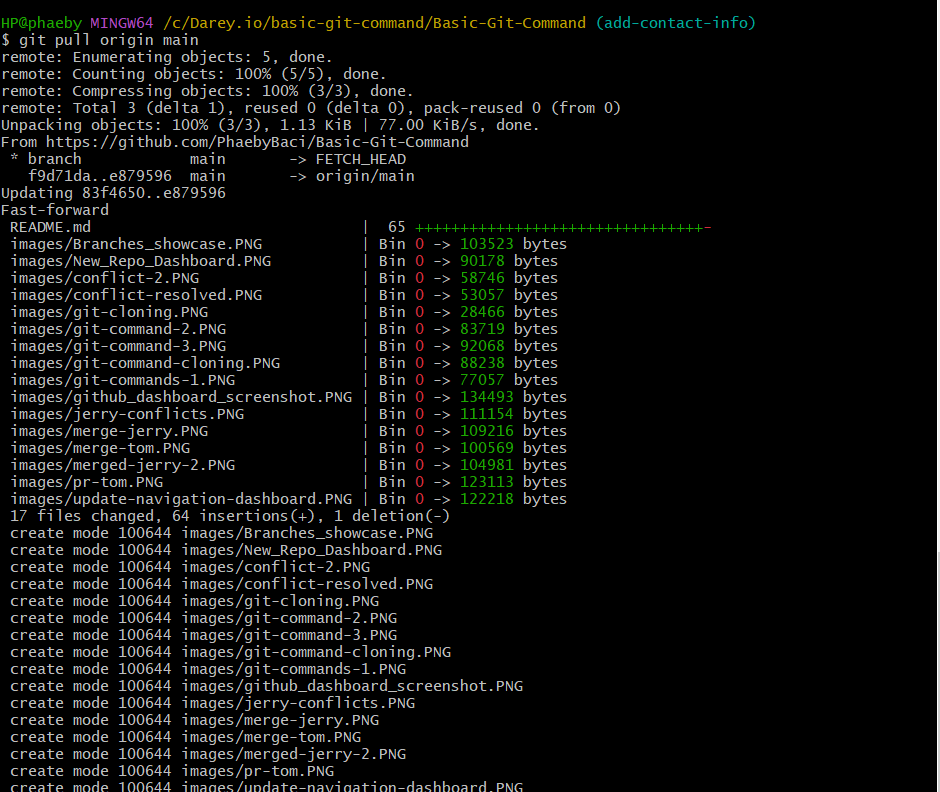 HP@phaeby MINGW64 /c/Darey.io/basic-git-command/Basic-Git-Command (add-contact-info)
$ git pull origin main
remote: Enumerating objects: 5, done.
remote: Counting objects: 100% (5/5), done.
remote: Compressing objects: 100% (3/3), done.
remote: Total 3 (delta 1), reused 0 (delta 0), pack-reused 0 (from 0)
Unpacking objects: 100% (3/3), 1.13 KiB | 77.00 KiB/s, done.
From https://github.com/PhaebyBaci/Basic-Git-Command
 * branch            main       -> FETCH_HEAD
   f9d71da..e879596  main       -> origin/main
Updating 83f4650..e879596
Fast-forward
 README.md                              |  65 ++++++++++++++++++++++++++++++++-
 images/Branches_showcase.PNG           | Bin 0 -> 103523 bytes
 images/New_Repo_Dashboard.PNG          | Bin 0 -> 90178 bytes
 images/conflict-2.PNG                  | Bin 0 -> 58746 bytes
 images/conflict-resolved.PNG           | Bin 0 -> 53057 bytes
 images/git-cloning.PNG                 | Bin 0 -> 28466 bytes
 images/git-command-2.PNG               | Bin 0 -> 83719 bytes
 images/git-command-3.PNG               | Bin 0 -> 92068 bytes
 images/git-command-cloning.PNG         | Bin 0 -> 88238 bytes
 images/git-commands-1.PNG              | Bin 0 -> 77057 bytes
 images/github_dashboard_screenshot.PNG | Bin 0 -> 134493 bytes
 images/jerry-conflicts.PNG             | Bin 0 -> 111154 bytes
 images/merge-jerry.PNG                 | Bin 0 -> 109216 bytes
 images/merge-tom.PNG                   | Bin 0 -> 100569 bytes
 images/merged-jerry-2.PNG              | Bin 0 -> 104981 bytes
 images/pr-tom.PNG                      | Bin 0 -> 123113 bytes
 images/update-navigation-dashboard.PNG | Bin 0 -> 122218 bytes
 17 files changed, 64 insertions(+), 1 deletion(-)
 create mode 100644 images/Branches_showcase.PNG
 create mode 100644 images/New_Repo_Dashboard.PNG
 create mode 100644 images/conflict-2.PNG
 create mode 100644 images/conflict-resolved.PNG
 create mode 100644 images/git-cloning.PNG
 create mode 100644 images/git-command-2.PNG
 create mode 100644 images/git-command-3.PNG
 create mode 100644 images/git-command-cloning.PNG
 create mode 100644 images/git-commands-1.PNG
 create mode 100644 images/github_dashboard_screenshot.PNG
 create mode 100644 images/jerry-conflicts.PNG
 create mode 100644 images/merge-jerry.PNG
 create mode 100644 images/merge-tom.PNG
 create mode 100644 images/merged-jerry-2.PNG
 create mode 100644 images/pr-tom.PNG
 create mode 100644 images/update-navigation-dashboard.PNG